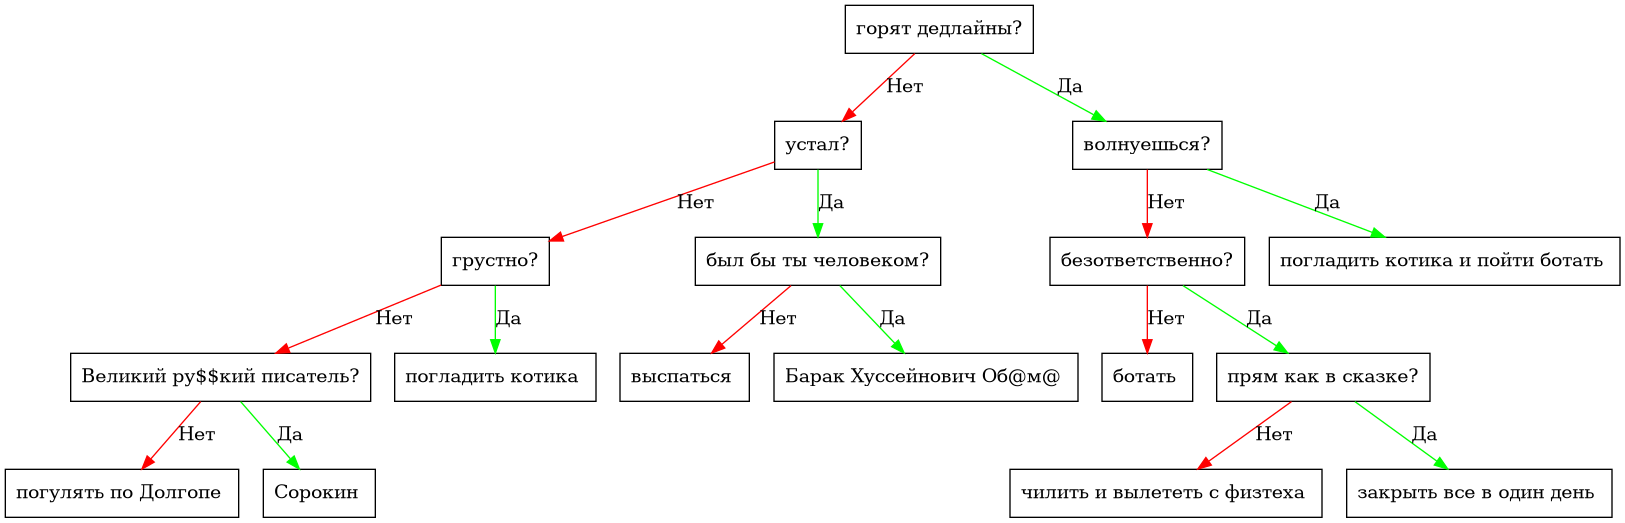 горят дедлайны?
Нет
Да
устал?
волнуешься?
Нет
Да
Нет
Да
грустно?
был бы ты человеком?
безответственно?
погладить котика и пойти ботать
Нет
Да
Нет
Да
Нет
Да
Великий ру$$кий писатель?
погладить котика
выспаться
Барак Хуссейнович Об@м@
ботать
прям как в сказке?
Нет
Да
Нет
Да
погулять по Долгопе
Сорокин
чилить и вылететь с физтеха
закрыть все в один день